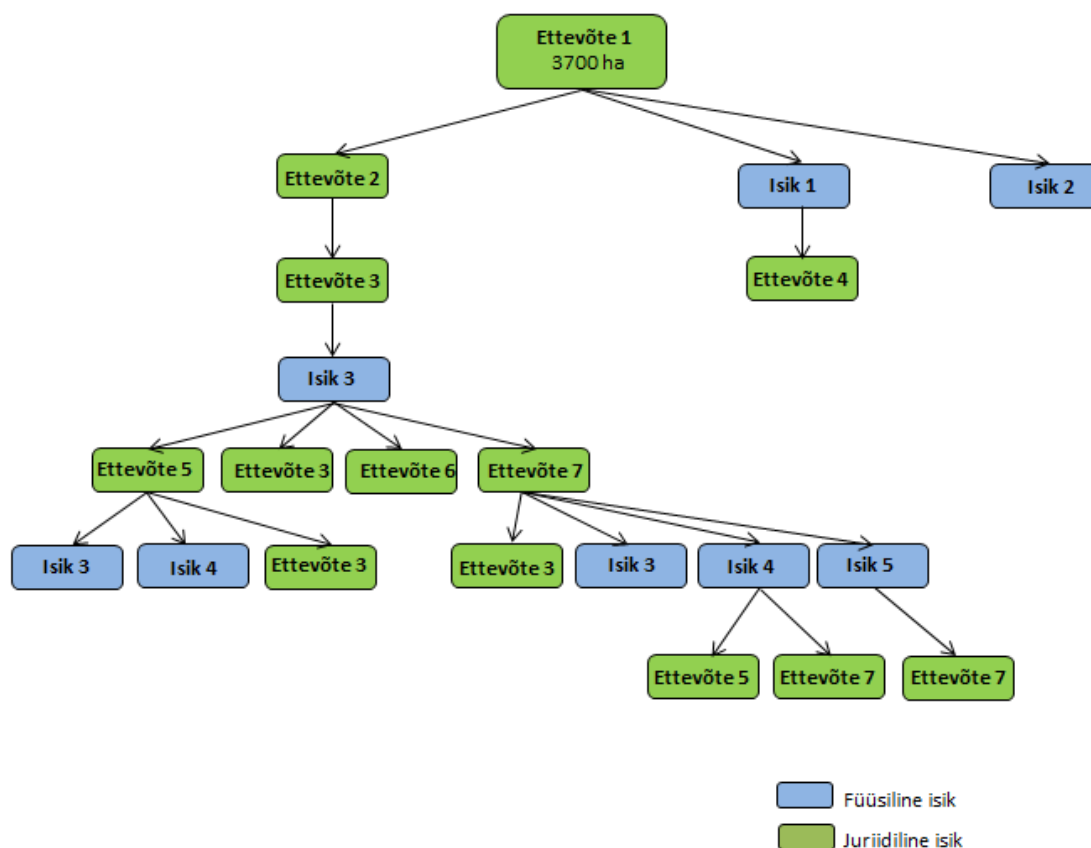 Ettevõte 1
3700 ha
Ettevõte 2
Isik 1
Isik 2
Ettevõte 3
Ettevõte 4
Isik 3
Ettevõte 5
Ettevõte 3
Ettevõte 6
Ettevõte 7
Isik 3
Isik 4
Ettevõte 3
Ettevõte 3
Isik 3
Isik 4
Isik 5
Ettevõte 5
Ettevõte 7
Ettevõte 7
Füüsiline isik
Juriidiline isik